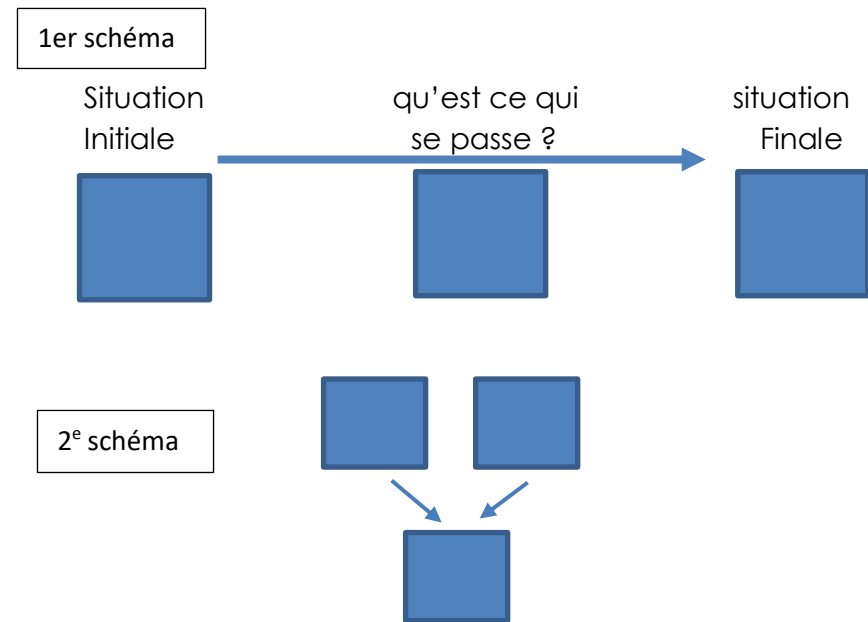 1er schéma
Situation
Initiale
qu’est ce qui
se passe ?
situation
Finale
2e schéma